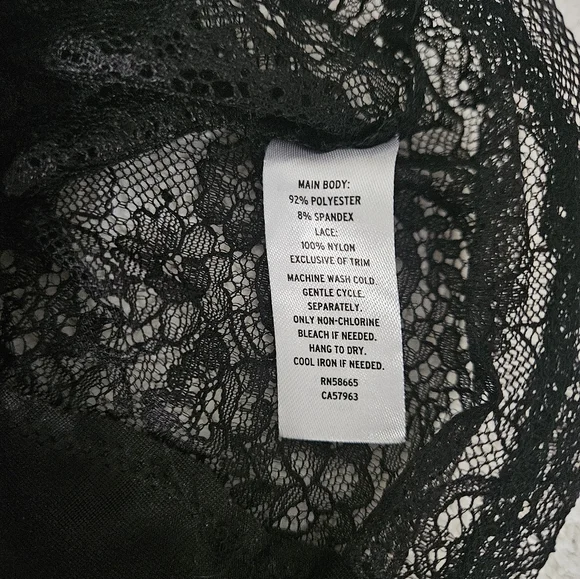 MAIN BODY:
92% POLYESTER
8% SPANDEX
LACE:
100% NYLON
EXCLUSIVE OF TRIM
MACHINE WASH COLD.
GENTLE CYCLE.
SEPARATELY.
ONLY NON-CHLORINE
BLEACH IF NEEDED.
HANG TO DRY.
COOL IRON IF NEEDED.
RN58665
CA57963